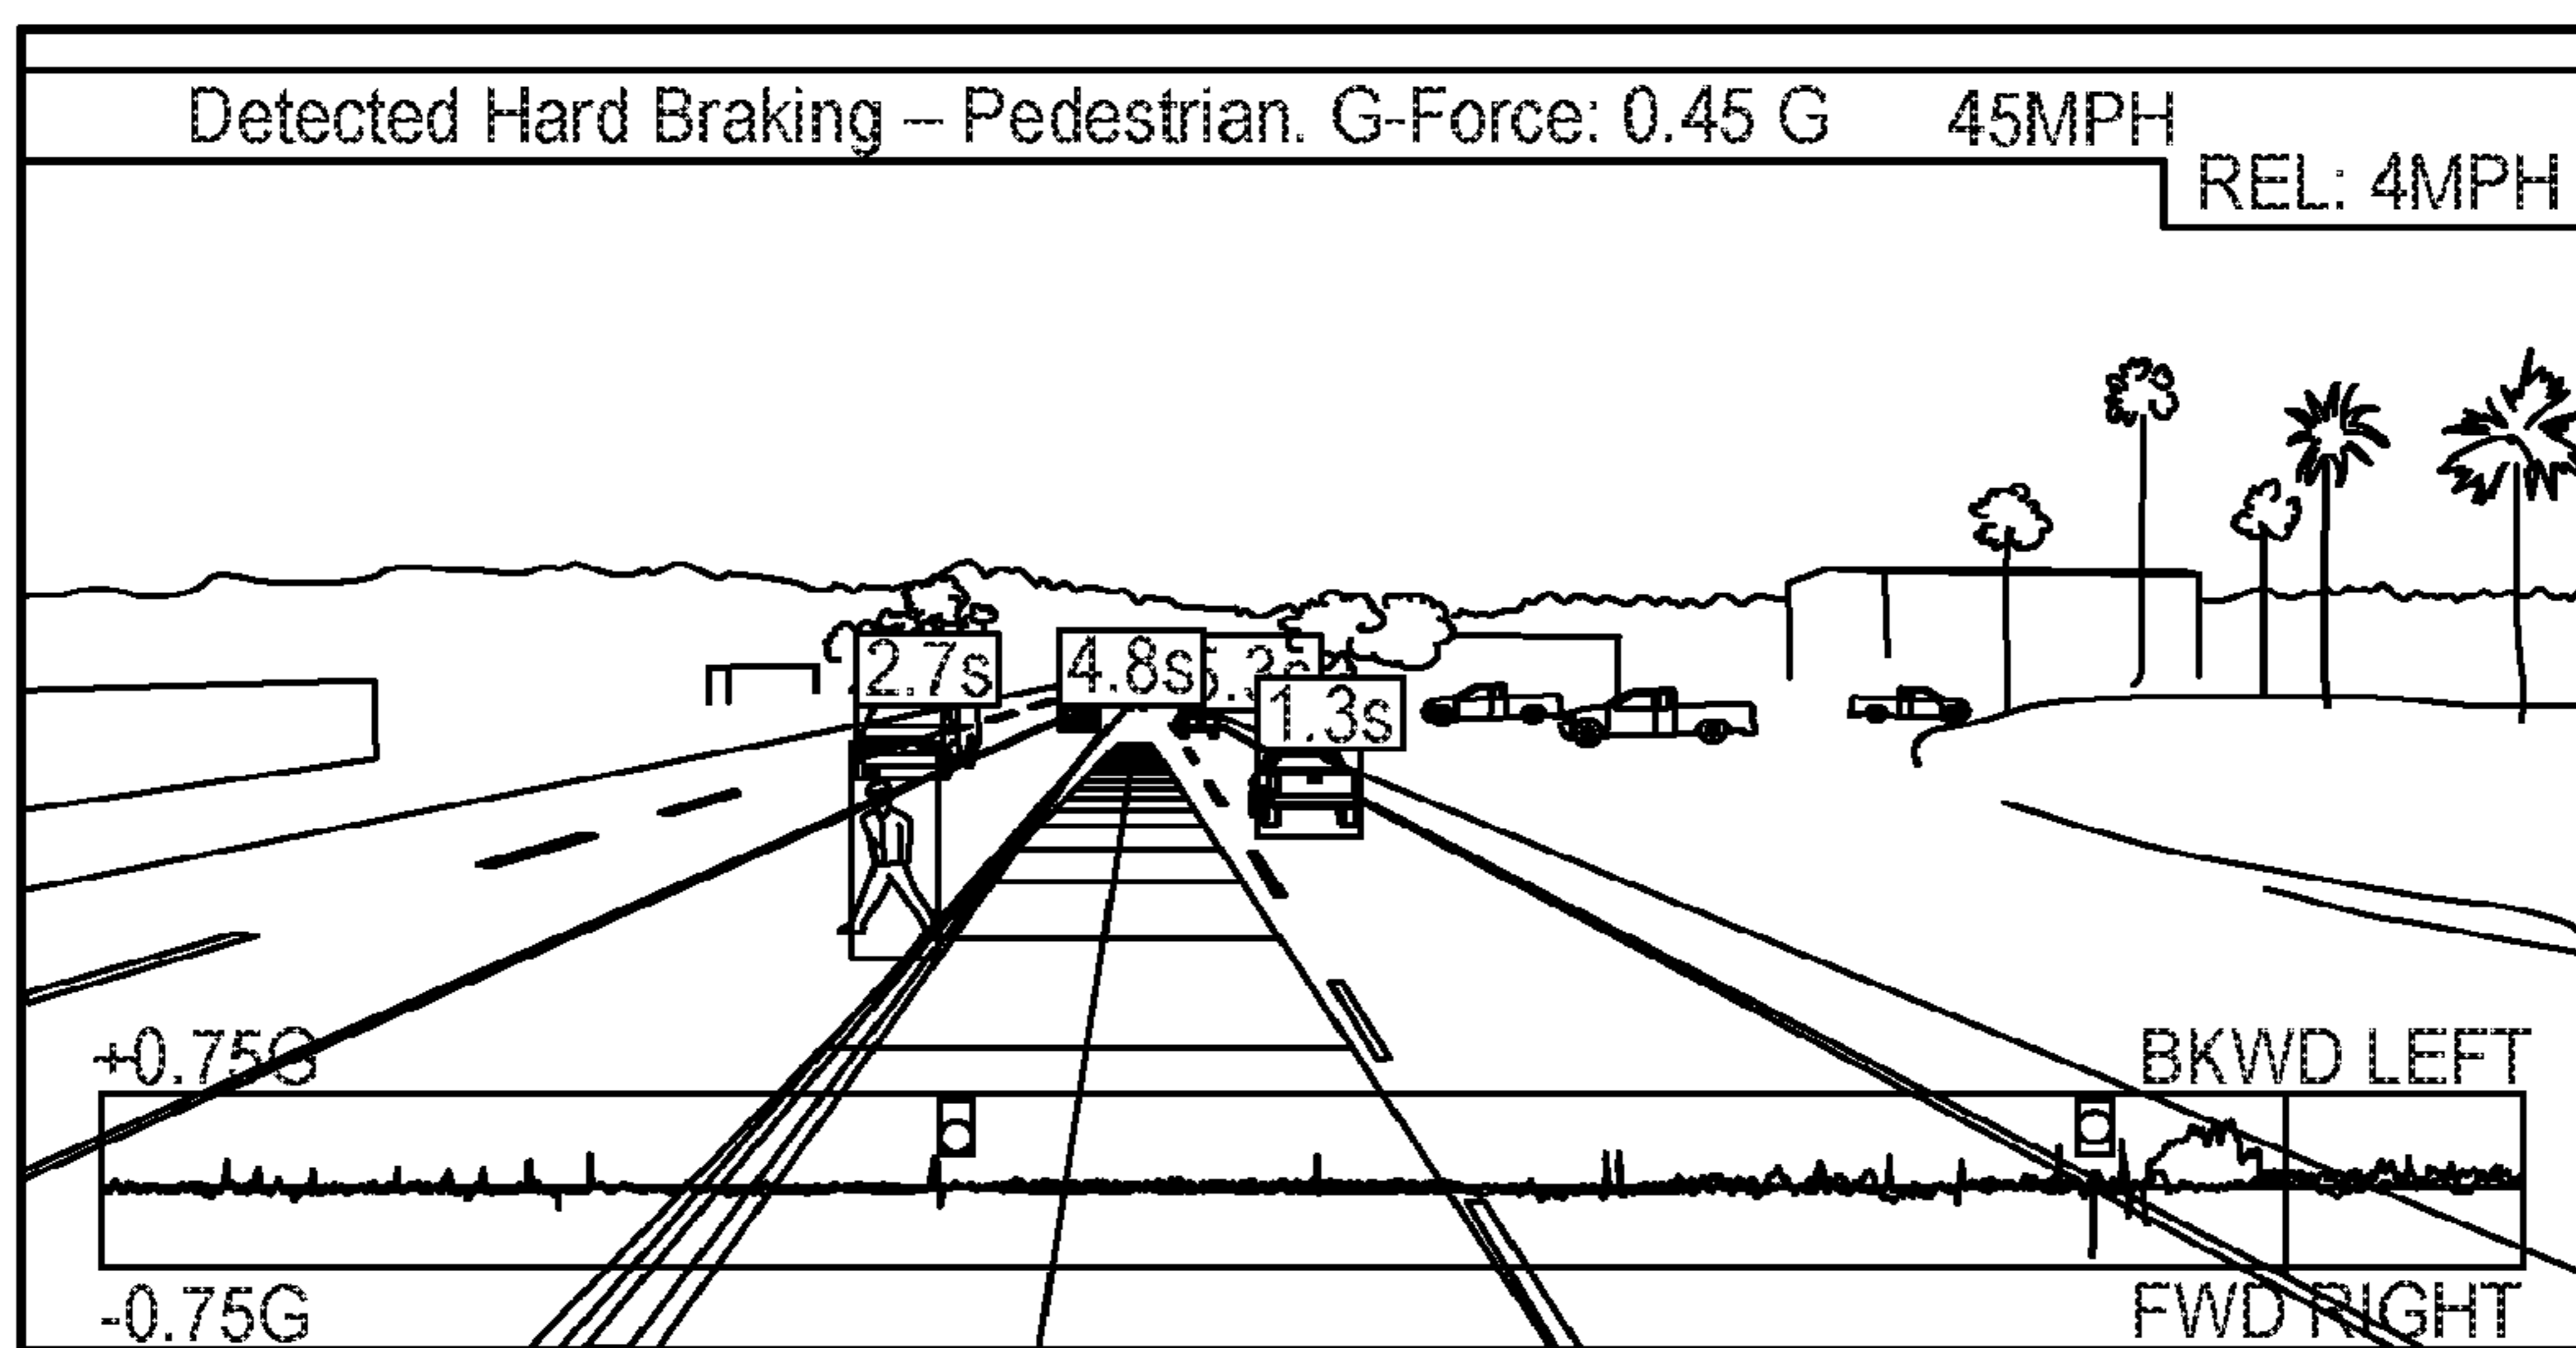 Detected Hard Braking – Pedestrian. G-Force: 0.45 G 45MPH
REL: 4MPH
2.7s 4.8s
1.3s
+0.75G BKWD LEFT
-0.75G FWD RIGHT